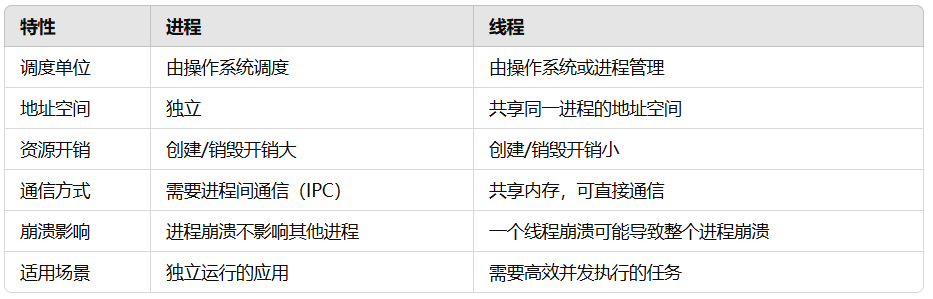 特性 进程 线程
调度单位 由操作系统调度 由操作系统或进程管理
地址空间 独立 共享同一进程的地址空间
资源开销 创建/销毁开销大 创建/销毁开销小
通信方式 需要进程间通信（IPC） 共享内存，可直接通信
崩溃影响 进程崩溃不影响其他进程 一个线程崩溃可能导致整个进程崩溃
适用场景 独立运行的应用 需要高效并发执行的任务